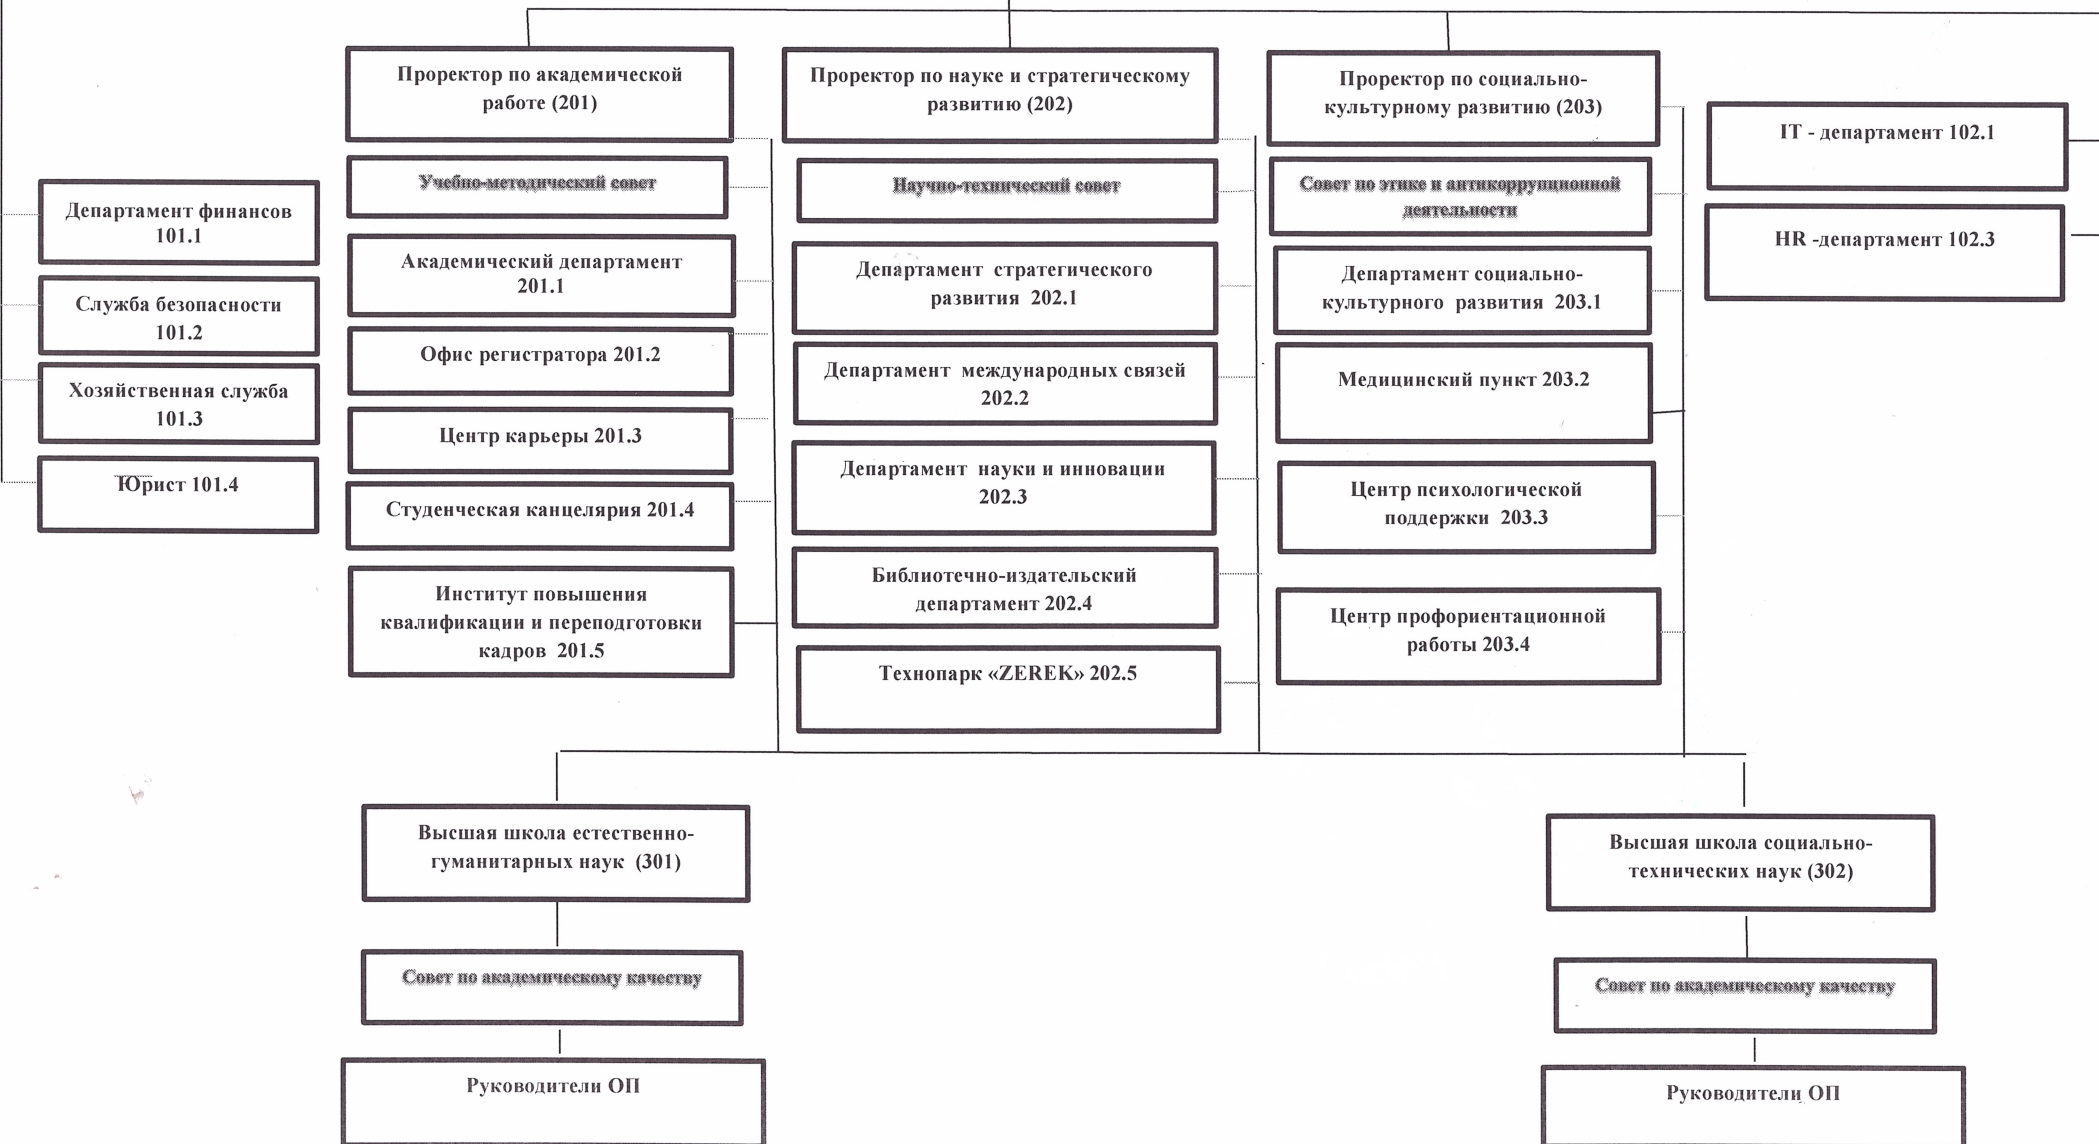 Проректор по академической
работе (201)
Проректор по науке и стратегическому
развитию (202)
Проректор по социально-
культурному развитию (203)
IT - департамент 102.1
HR -департамент 102.3
Департамент финансов
101.1
Служба безопасности
101.2
Хозяйственная служба
101.3
Юрист 101.4
Учебно-методический совет
Академический департамент
201.1
Офис регистратора 201.2
Центр карьеры 201.3
Студенческая канцелярия 201.4
Институт повышения
квалификации и переподготовки
кадров 201.5
Научно-технический совет
Департамент стратегического
развития 202.1
Департамент международных связей
202.2
Департамент науки и инновации
202.3
Библиотечно-издательский
департамент 202.4
Технопарк «ZEREK» 202.5
Совет по этике и антикоррупционной
деятельности
Департамент социально-
культурного развития 203.1
Медицинский пункт 203.2
Центр психологической
поддержки 203.3
Центр профориентационной
работы 203.4
Высшая школа естественно-
гуманитарных наук (301)
Совет по академическому качеству
Руководители ОП
Высшая школа социально-
технических наук (302)
Совет по академическому качеству
Руководители ОП